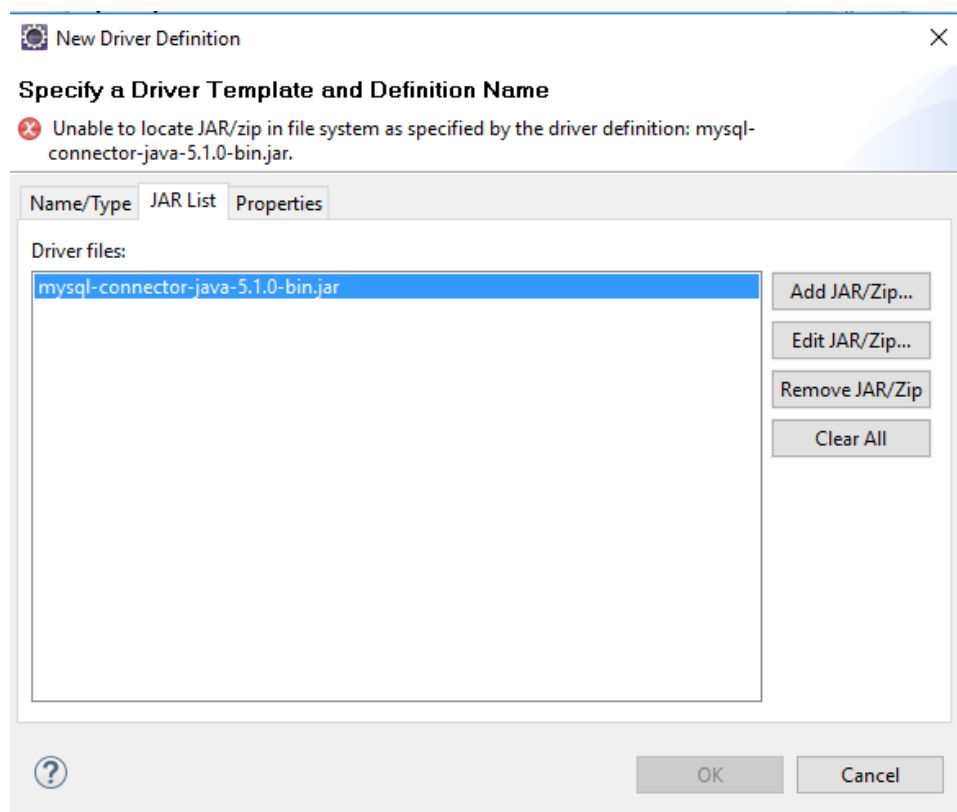 New Driver Definition
Specify a Driver Template and Definition Name
Unable to locate JAR/zip in file system as specified by the driver definition: mysql-
connector-java-5.1.0-bin.jar.
Name/Type JAR List Properties
Driver files:
mysql-connector-java-5.1.0-bin.jar
Add JAR/Zip...
Edit JAR/Zip...
Remove JAR/Zip
Clear All
OK Cancel